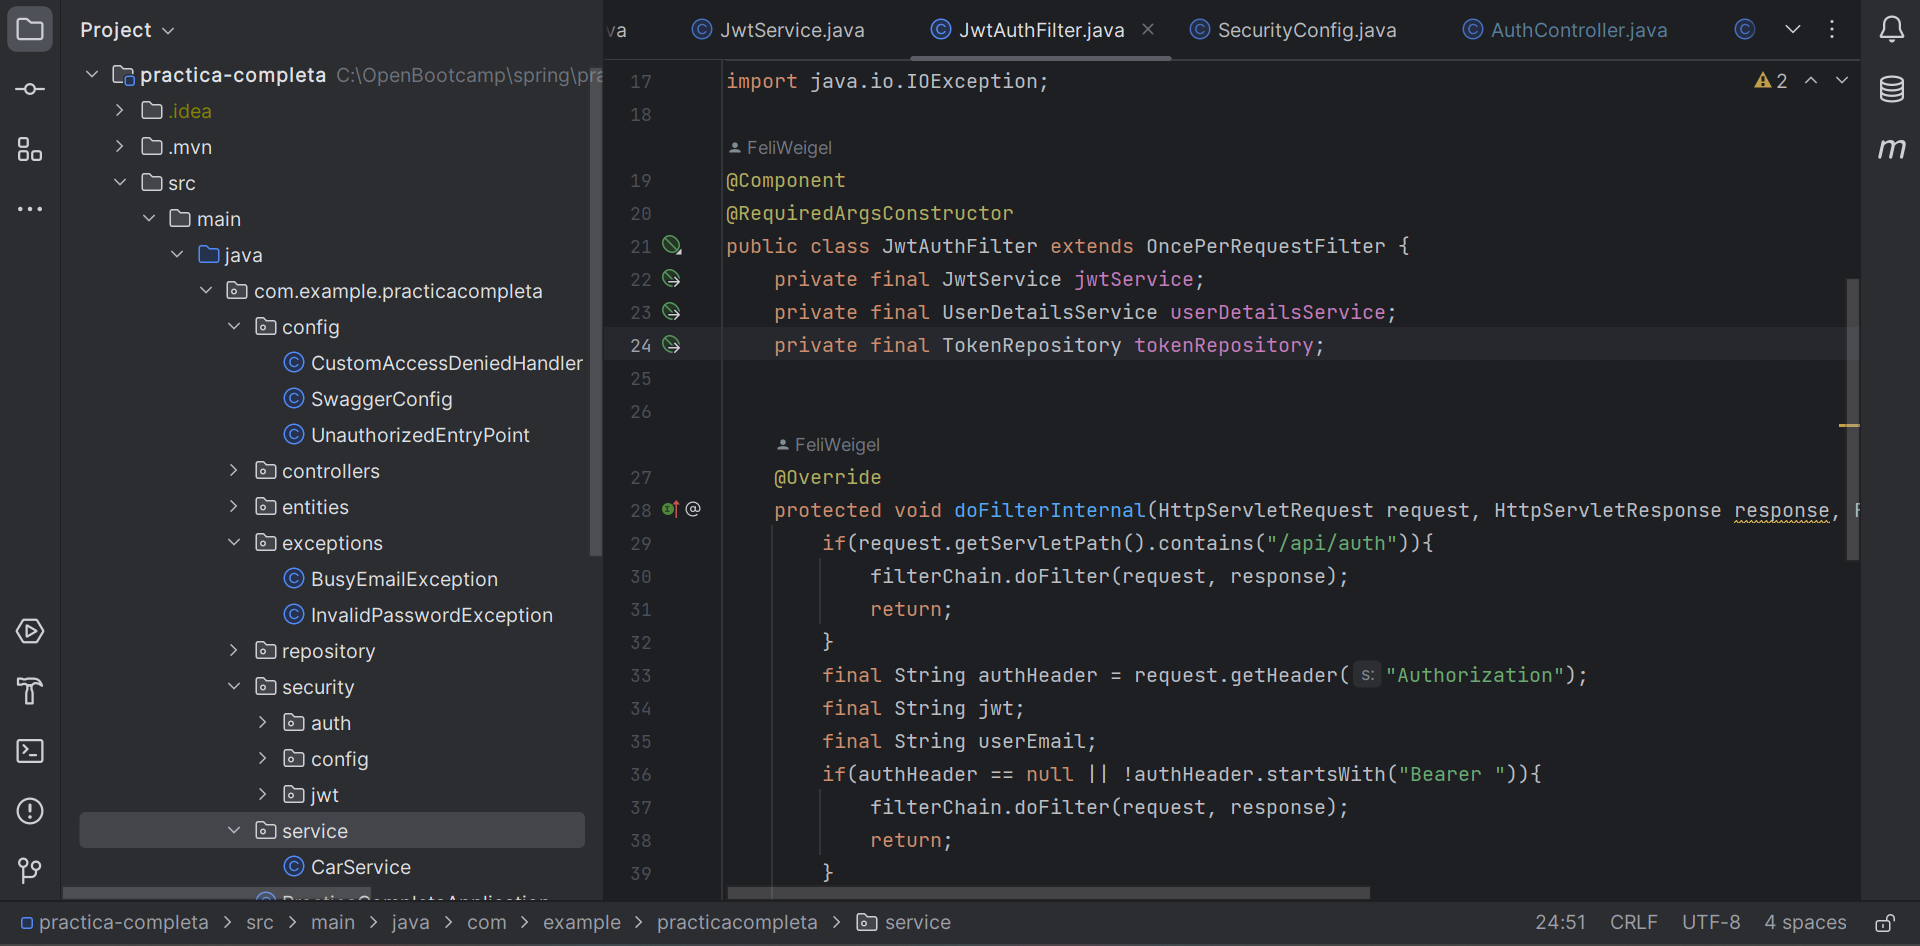 Project
practica-completa C:\OpenBootcamp\spring\pra
.idea
.mvn
src
main
java
com.example.practicacompleta
config
CustomAccessDeniedHandler
SwaggerConfig
UnauthorizedEntryPoint
controllers
entities
exceptions
BusyEmailException
InvalidPasswordException
repository
security
auth
config
jwt
service
CarService
PracticaCompletaApplication
va JwtService.java JwtAuthFilter.java SecurityConfig.java AuthController.java
2
17 import java.io.IOException;
18
FeliWeigel
19 @Component
20 @RequiredArgsConstructor
21 public class JwtAuthFilter extends OncePerRequestFilter {
22 private final JwtService jwtService;
23 private final UserDetailsService userDetailsService;
24 private final TokenRepository tokenRepository;
25
26
FeliWeigel
27 @Override
28 protected void doFilterInternal(HttpServletRequest request, HttpServletResponse response, F
29 if(request.getServletPath().contains("/api/auth")){
30 filterChain.doFilter(request, response);
31 return;
32 }
33 final String authHeader = request.getHeader( s: "Authorization");
34 final String jwt;
35 final String userEmail;
36 if(authHeader == null || !authHeader.startsWith("Bearer ")){
37 filterChain.doFilter(request, response);
38 return;
39 }
m
practica-completa > src > main > java > com > example > practicacompleta > service
24:51 CRLF UTF-8 4 spaces